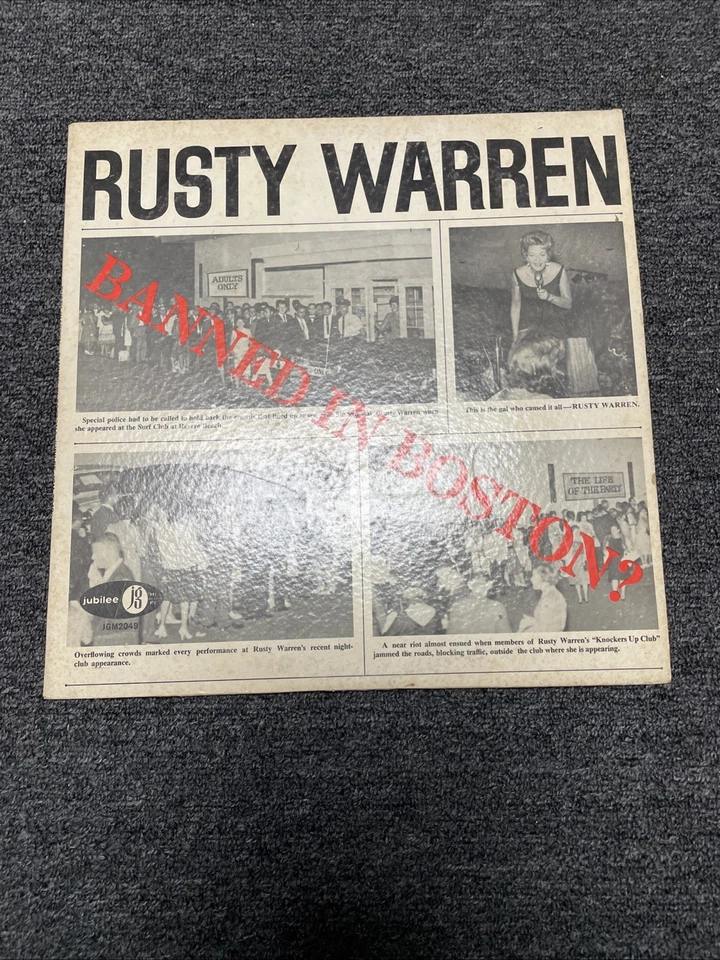 RUSTY WARREN
BANNED IN BOSTON?
ADULTS
ONLY
Special police had to be called to hold back the crowds that lined up to see Rusty Warren when
she appeared at the Surf Club at Revere Beach.
This is the gal who caused it all—RUSTY WARREN.
THE LIFE
OF THE PARTY
jubilee jg
JGM2049
Overflowing crowds marked every performance at Rusty Warren's recent night-
club appearance.
A near riot almost ensued when members of Rusty Warren's "Knockers Up Club"
jammed the roads, blocking traffic, outside the club where she is appearing.